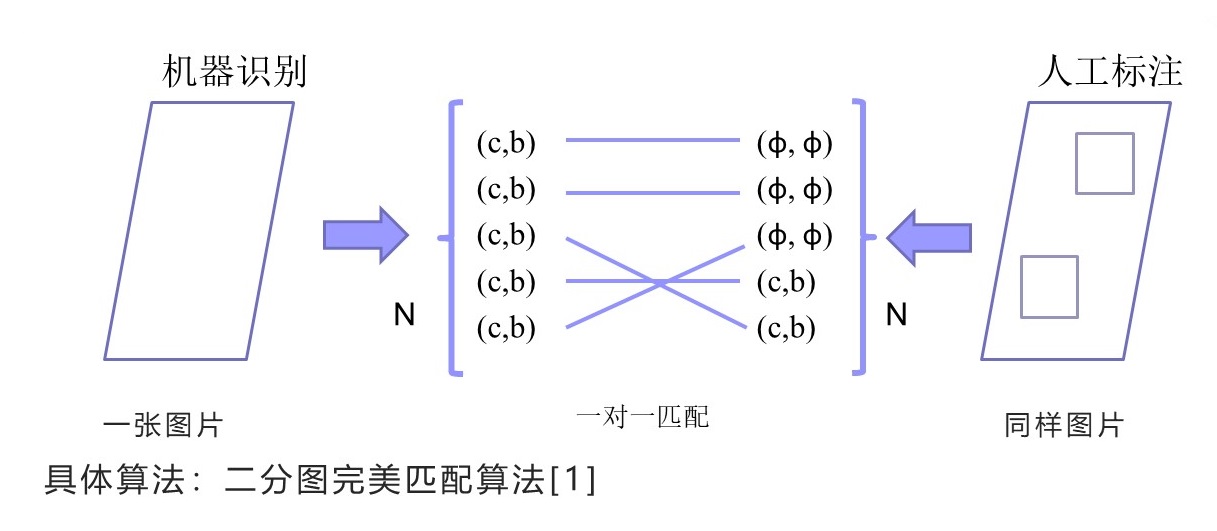 机器识别
人工标注
(c,b) (ϕ, ϕ)
(c,b) (ϕ, ϕ)
(c,b) (ϕ, ϕ)
(c,b) (c,b)
N (c,b) (c,b) N
一张图片
一对一匹配
同样图片
具体算法：二分图完美匹配算法[1]